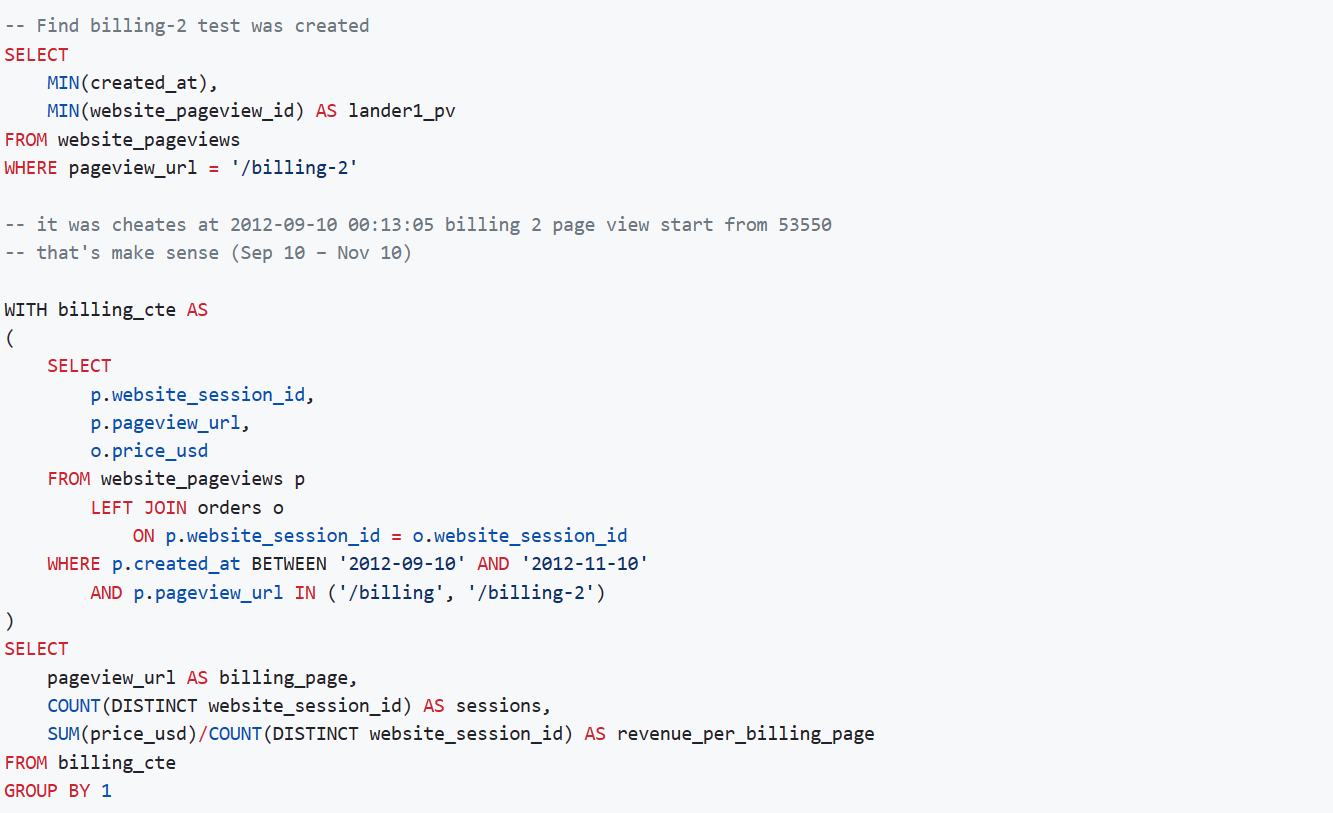 -- Find billing-2 test was created
SELECT
    MIN(created_at),
    MIN(website_pageview_id) AS lander1_pv
FROM website_pageviews
WHERE pageview_url = '/billing-2'

-- it was cheates at 2012-09-10 00:13:05 billing 2 page view start from 53550
-- that's make sense (Sep 10 – Nov 10)

WITH billing_cte AS
(
    SELECT
        p.website_session_id,
        p.pageview_url,
        o.price_usd
    FROM website_pageviews p
        LEFT JOIN orders o
            ON p.website_session_id = o.website_session_id
    WHERE p.created_at BETWEEN '2012-09-10' AND '2012-11-10'
        AND p.pageview_url IN ('/billing', '/billing-2')
)
SELECT
    pageview_url AS billing_page,
    COUNT(DISTINCT website_session_id) AS sessions,
    SUM(price_usd)/COUNT(DISTINCT website_session_id) AS revenue_per_billing_page
FROM billing_cte
GROUP BY 1